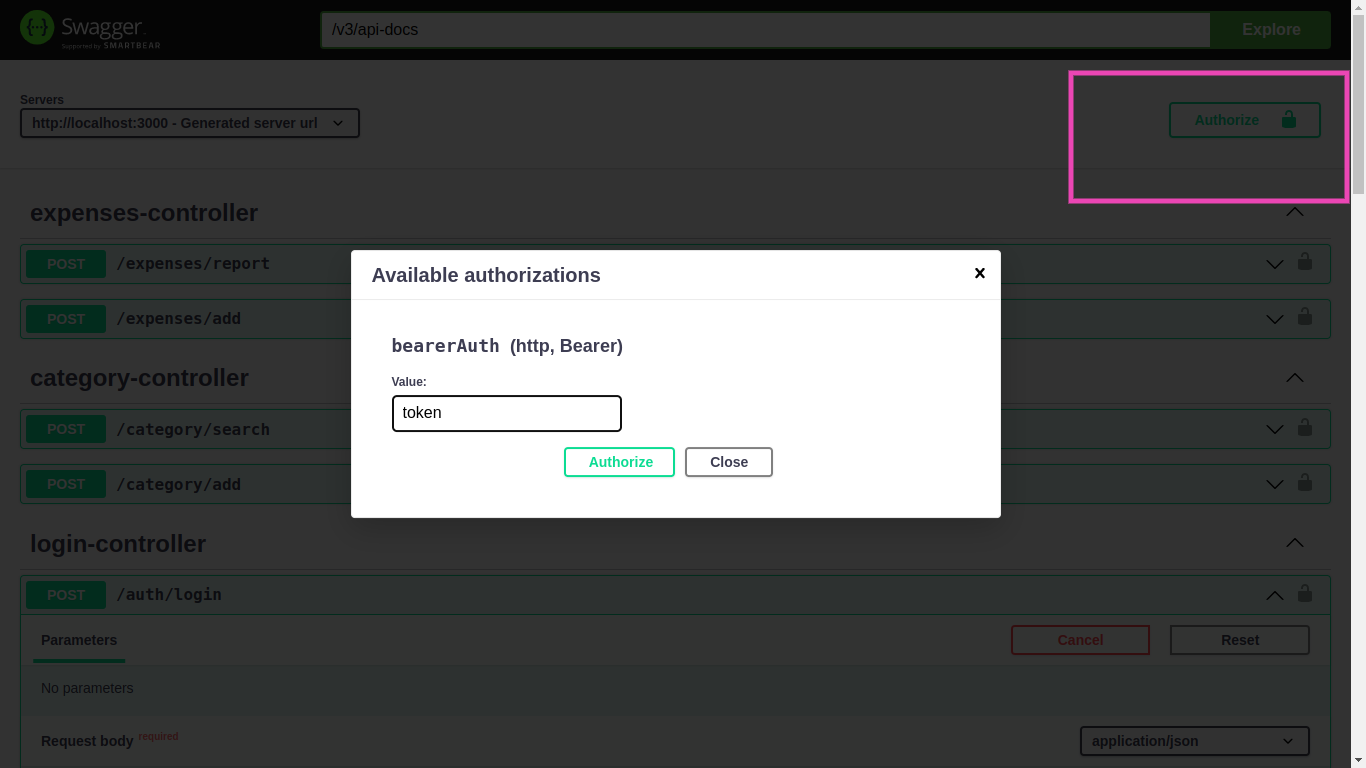 Swagger
Supported by SMARTBEAR
/v3/api-docs
Explore
Servers
http://localhost:3000 - Generated server url
Authorize
expenses-controller
POST /expenses/report
POST /expenses/add
category-controller
POST /category/search
POST /category/add
login-controller
POST /auth/login
Parameters
Cancel
Reset
No parameters
Request body required
application/json
Available authorizations
x
bearerAuth (http, Bearer)
Value:
token
Authorize
Close